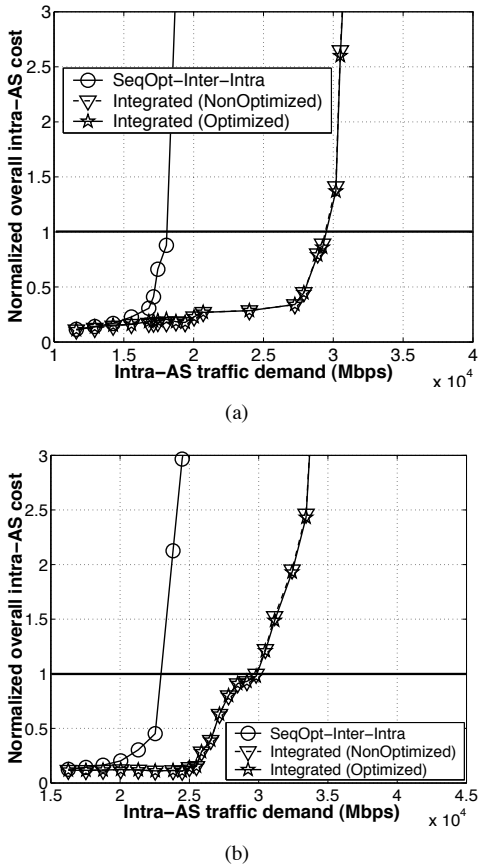 3
2.5
2
1.5
1
0.5
0
Normalized overall intra-AS cost
SeqOpt-Inter-Intra
Integrated (NonOptimized)
Integrated (Optimized)
1 1.5 2 2.5 3 3.5 4
Intra-AS traffic demand (Mbps)
x 10^4
(a)
3
2.5
2
1.5
1
0.5
0
Normalized overall intra-AS cost
SeqOpt-Inter-Intra
Integrated (NonOptimized)
Integrated (Optimized)
1.5 2 2.5 3 3.5 4 4.5
Intra-AS traffic demand (Mbps)
x 10^4
(b)